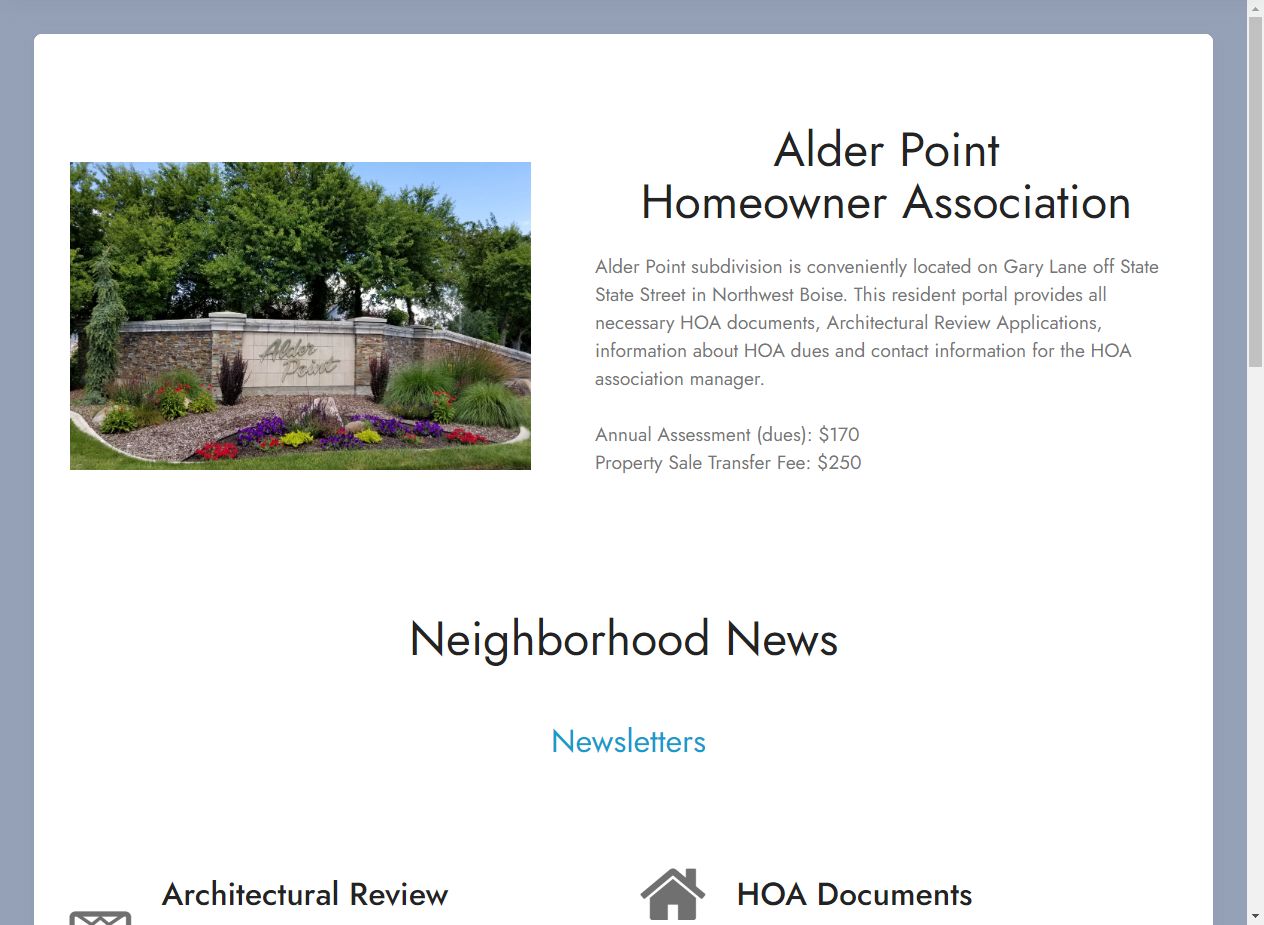 Alder Point
Homeowner Association
Alder Point
Alder Point subdivision is conveniently located on Gary Lane off State
State Street in Northwest Boise. This resident portal provides all
necessary HOA documents, Architectural Review Applications,
information about HOA dues and contact information for the HOA
association manager.
Annual Assessment (dues): $170
Property Sale Transfer Fee: $250
Neighborhood News
Newsletters
Architectural Review
HOA Documents